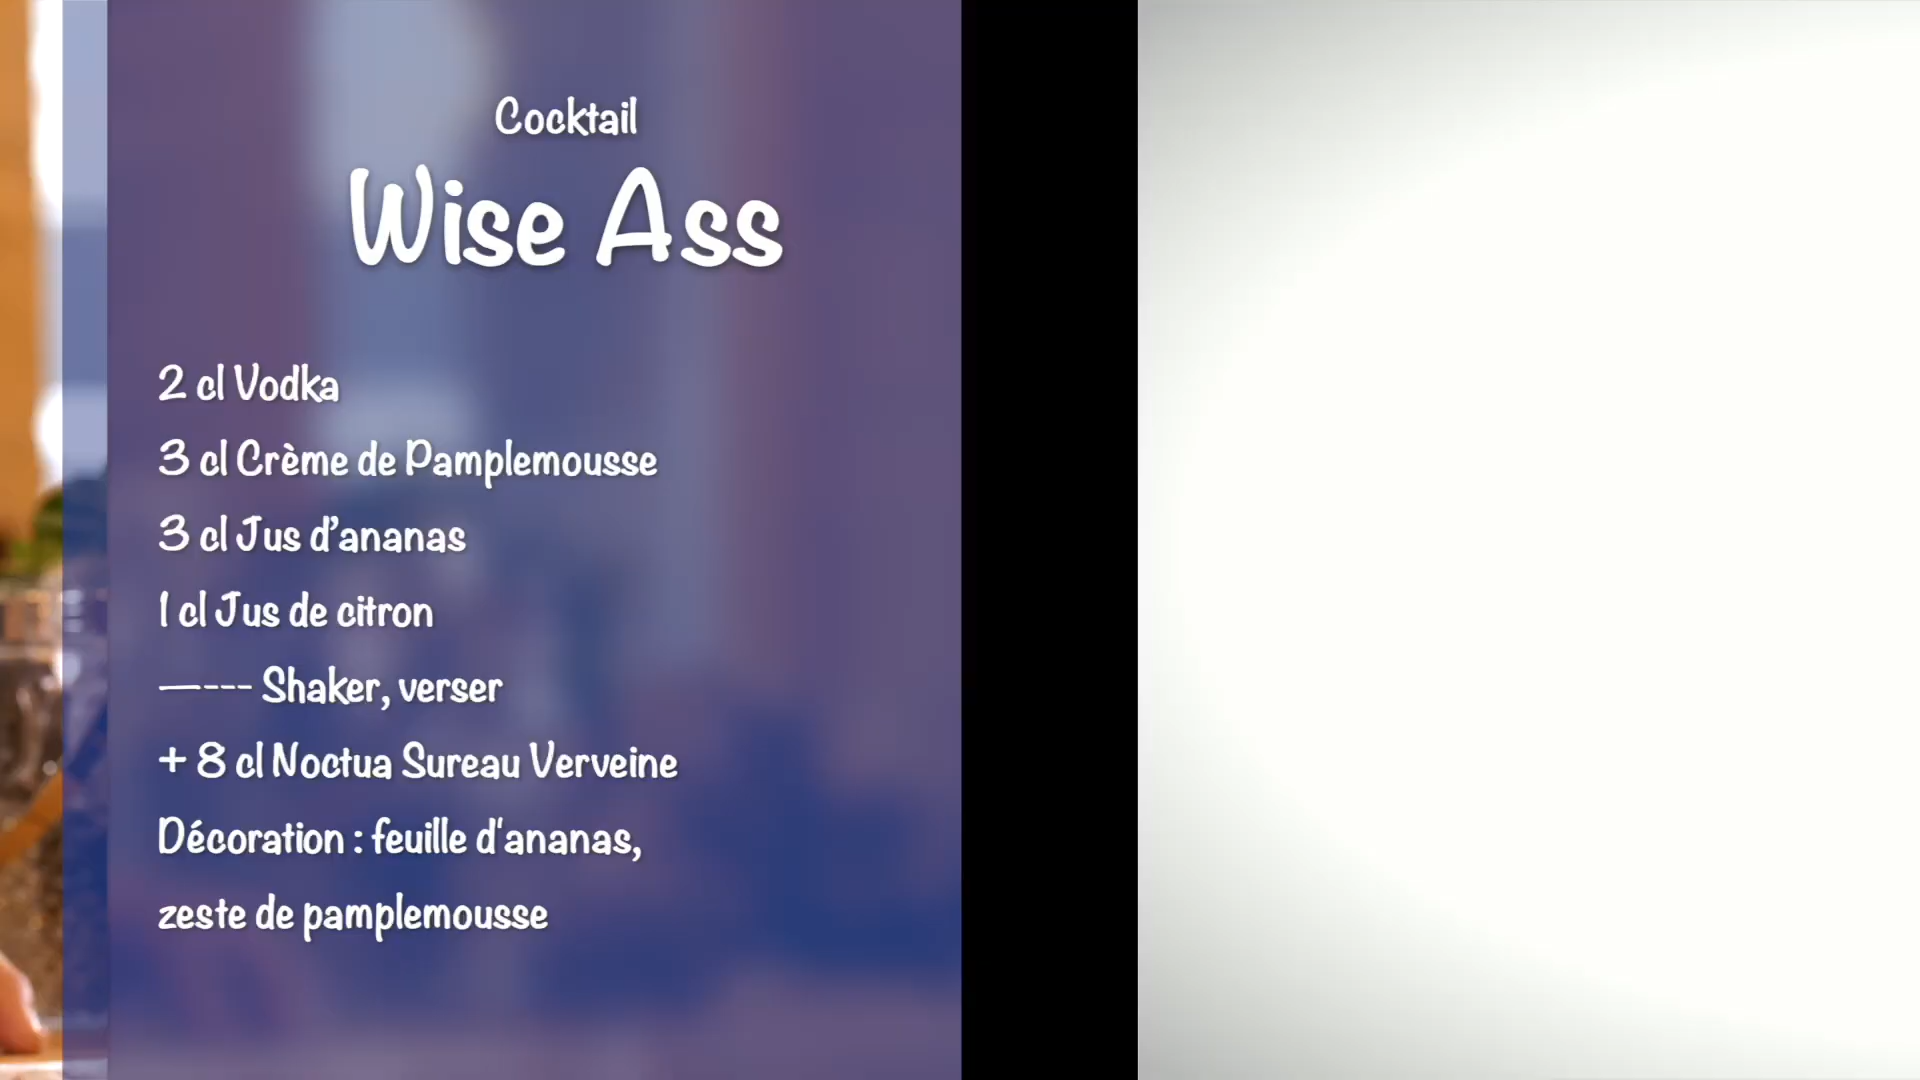 Cocktail
Wise Ass
2 cl Vodka
3 cl Crème de Pamplemousse
3 cl Jus d’ananas
1 cl Jus de citron
—--- Shaker, verser
+ 8 cl Noctua Sureau Verveine
Décoration : feuille d'ananas,
zeste de pamplemousse